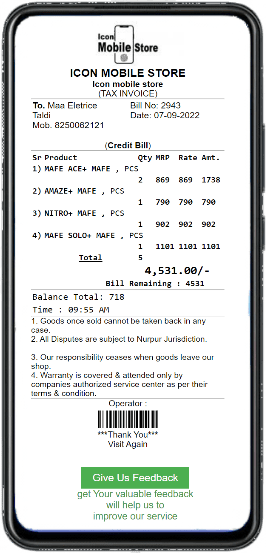 Icon
Mobile Store
ICON MOBILE STORE
Icon mobile store
(TAX INVOICE)
To. Maa Eletrice Bill No: 2943
Taldi Date: 07-09-2022
Mob. 8250062121
(Credit Bill)
Sr Product Qty MRP Rate Amt.
1) MAFE ACE+ MAFE , PCS
2 869 869 1738
2) AMAZE+ MAFE , PCS
1 790 790 790
3) NITRO+ MAFE , PCS
1 902 902 902
4) MAFE SOLO+ MAFE , PCS
1 1101 1101 1101
Total 5
4,531.00/-
Bill Remaining : 4531
Balance Total: 718
Time : 09:55 AM
1. Goods once sold cannot be taken back in any
case.
2. All Disputes are subject to Nurpur Jurisdiction.
3. Our responsibility ceases when goods leave our
shop.
4. Warranty is covered & attended only by
companies authorized service center as per their
terms & condition.
Operator :
***Thank You***
Visit Again
Give Us Feedback
get Your valuable feedback
will help us to
improve our service